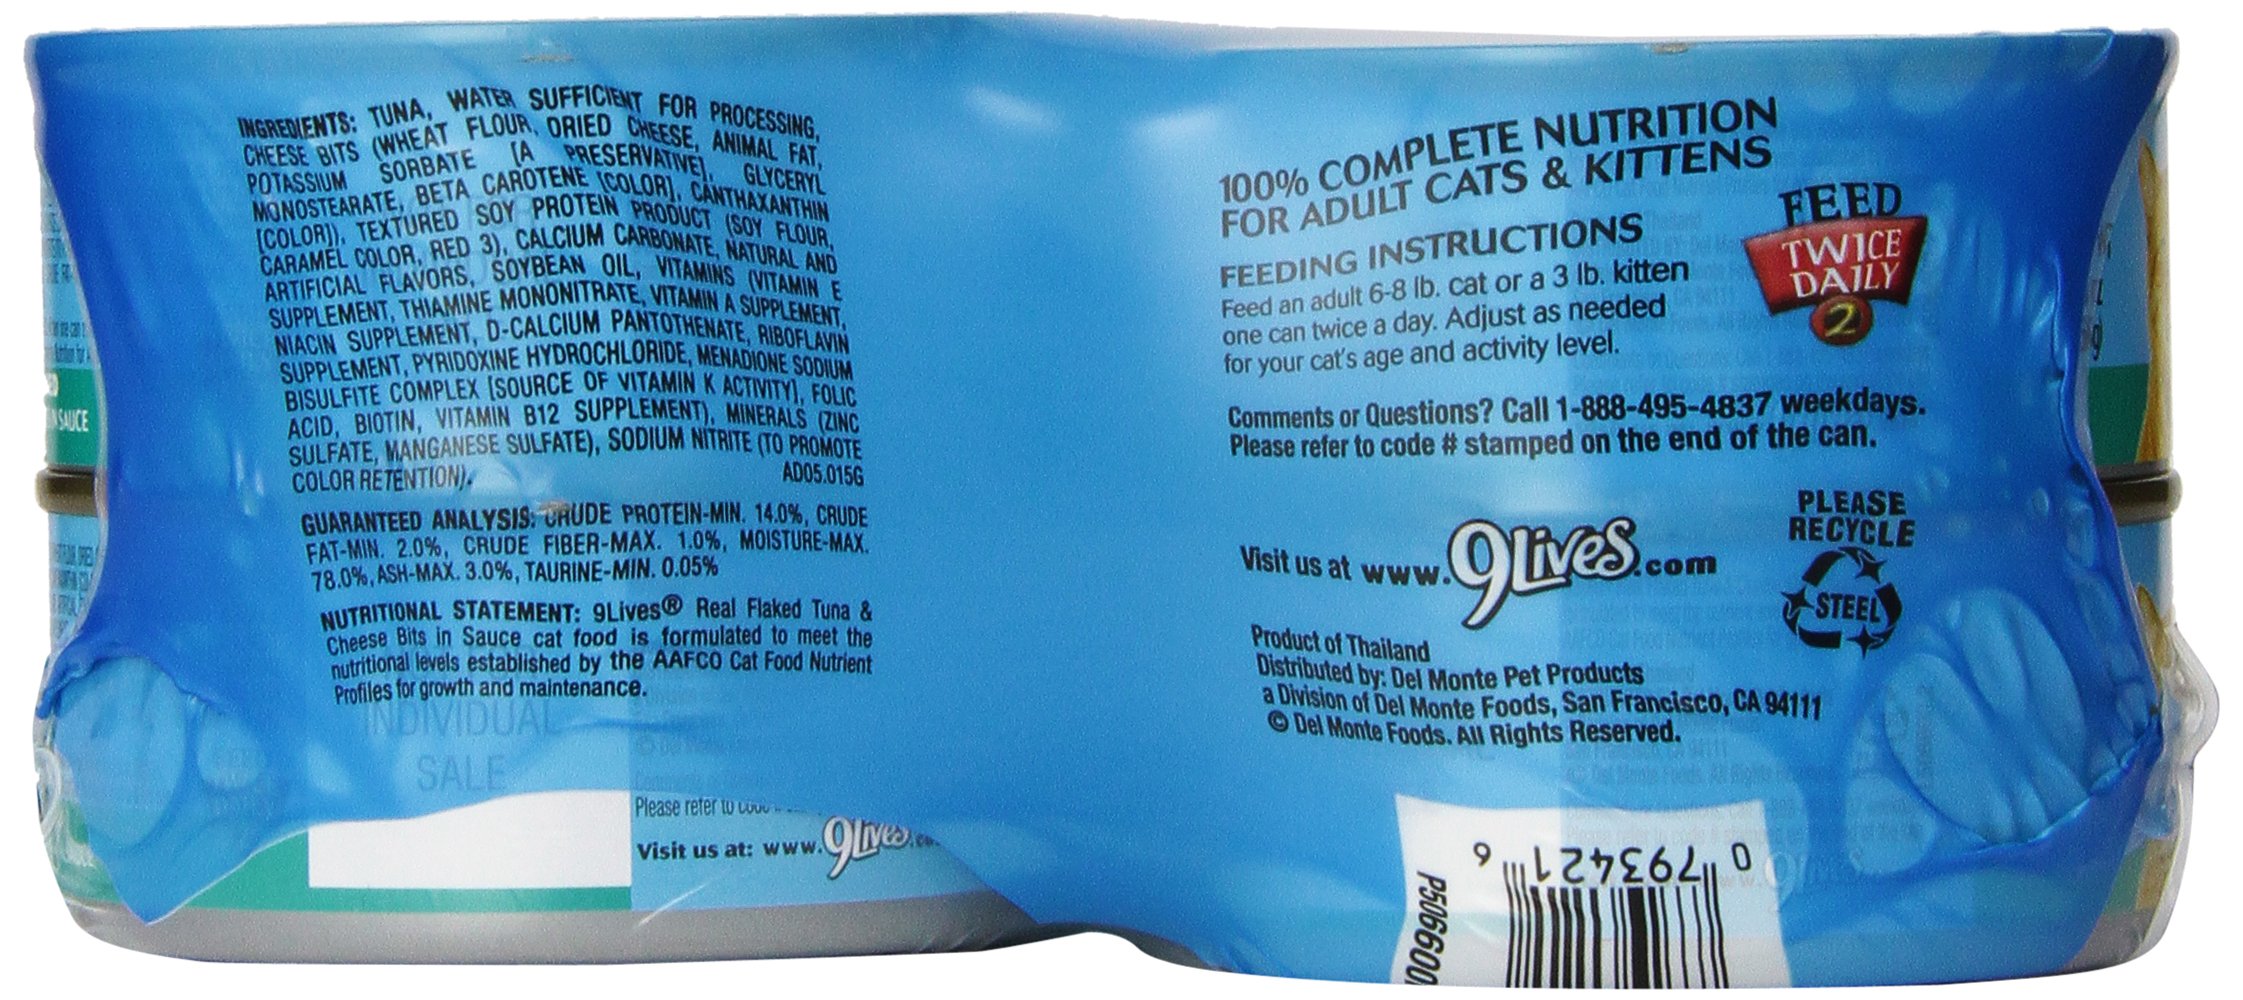 INGREDIENTS: TUNA, WATER SUFFICIENT FOR PROCESSING,
CHEESE BITS (WHEAT FLOUR, DRIED CHEESE, ANIMAL FAT,
POTASSIUM SORBATE [A PRESERVATIVE], GLYCERYL
MONOSTEARATE, BETA CAROTENE [COLOR], CANTHAXANTHIN
[COLOR]), TEXTURED SOY PROTEIN PRODUCT (SOY FLOUR,
CARAMEL COLOR, RED 3), CALCIUM CARBONATE, NATURAL AND
ARTIFICIAL FLAVORS, SOYBEAN OIL, VITAMINS (VITAMIN E
SUPPLEMENT, THIAMINE MONONITRATE, VITAMIN A SUPPLEMENT,
NIACIN SUPPLEMENT, D-CALCIUM PANTOTHENATE, RIBOFLAVIN
SUPPLEMENT, PYRIDOXINE HYDROCHLORIDE, MENADIONE SODIUM
BISULFITE COMPLEX [SOURCE OF VITAMIN K ACTIVITY], FOLIC
ACID, BIOTIN, VITAMIN B12 SUPPLEMENT), MINERALS (ZINC
SULFATE, MANGANESE SULFATE), SODIUM NITRITE (TO PROMOTE
COLOR RETENTION). AD05.015G
GUARANTEED ANALYSIS: CRUDE PROTEIN-MIN. 14.0%, CRUDE
FAT-MIN. 2.0%, CRUDE FIBER-MAX. 1.0%, MOISTURE-MAX.
78.0%, ASH-MAX. 3.0%, TAURINE-MIN. 0.05%
NUTRITIONAL STATEMENT: 9Lives® Real Flaked Tuna &
Cheese Bits in Sauce cat food is formulated to meet the
nutritional levels established by the AAFCO Cat Food Nutrient
Profiles for growth and maintenance.
INDIVIDUAL
SALE
Please refer to
Visit us at: www.9Lives
SAUCE
100% COMPLETE NUTRITION
FOR ADULT CATS & KITTENS
FEEDING INSTRUCTIONS
Feed an adult 6-8 lb. cat or a 3 lb. kitten
one can twice a day. Adjust as needed
for your cat's age and activity level.
FEED
TWICE
DAILY
2
Comments or Questions? Call 1-888-495-4837 weekdays.
Please refer to code # stamped on the end of the can.
Visit us at www.9Lives.com
PLEASE
RECYCLE
STEEL
Product of Thailand
Distributed by: Del Monte Pet Products
a Division of Del Monte Foods, San Francisco, CA 94111
© Del Monte Foods. All Rights Reserved.
0 793421 6
P5066001